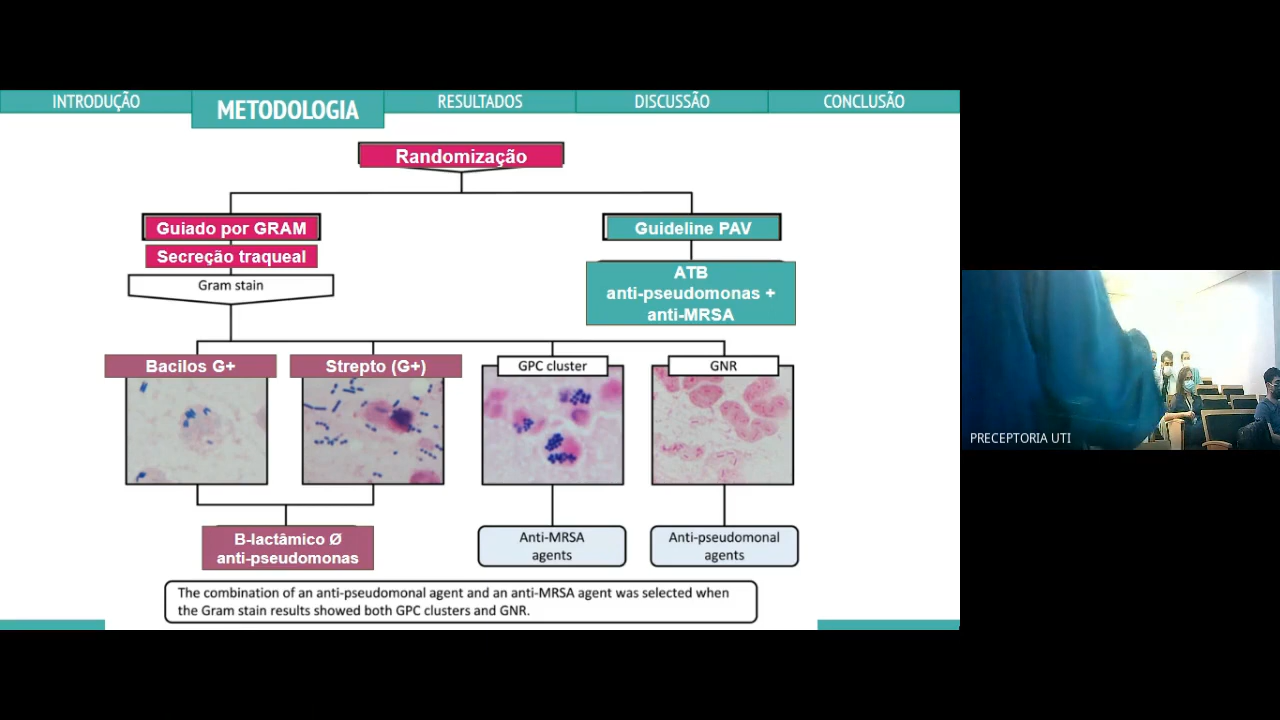 INTRODUÇÃO
METODOLOGIA
RESULTADOS
DISCUSSÃO
CONCLUSÃO
Randomização
Guiado por GRAM
Secreção traqueal
Gram stain
Guideline PAV
ATB
anti-pseudomonas +
anti-MRSA
Bacilos G+
Strepto (G+)
GPC cluster
GNR
B-lactâmico Ø
anti-pseudomonas
Anti-MRSA
agents
Anti-pseudomonal
agents
The combination of an anti-pseudomonal agent and an anti-MRSA agent was selected when
the Gram stain results showed both GPC clusters and GNR.
PRECEPTORIA UTI